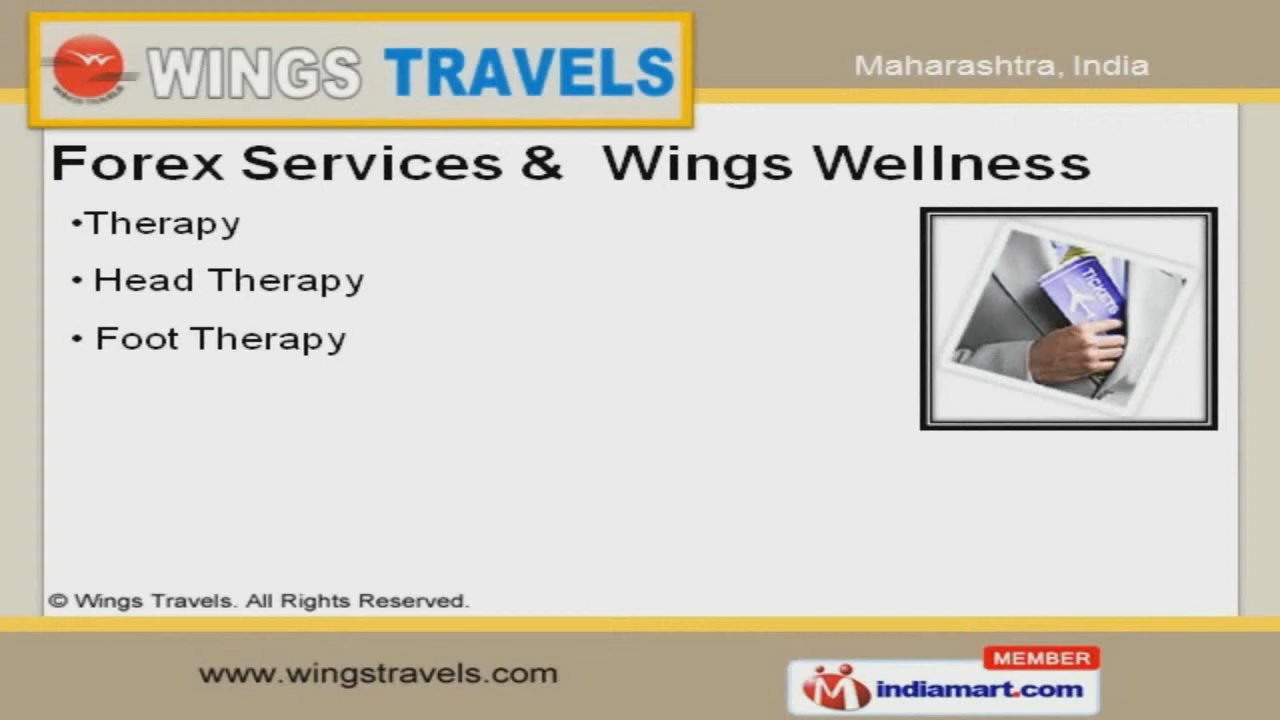 WINGS TRAVELS
Maharashtra, India
Forex Services & Wings Wellness
•Therapy
• Head Therapy
• Foot Therapy
TICKETS
© Wings Travels. All Rights Reserved.
www.wingstravels.com
MEMBER
indiamart.com